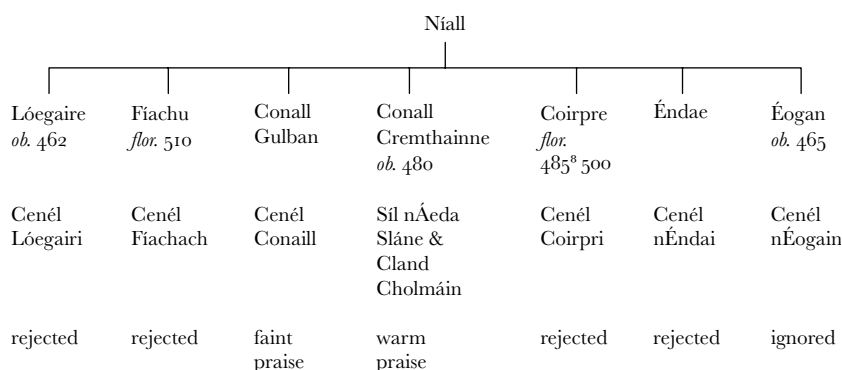 Níall
Lóegaire
ob. 462
Fíachu
flor. 510
Conall
Gulban
Conall
Cremthainne
ob. 480
Coirpre
flor.
485⁸ 500
Éndae
Éogan
ob. 465
Cenél
Lóegairi
Cenél
Fíachach
Cenél
Conaill
Síl nÁeda
Sláne &
Cland
Cholmáin
Cenél
Coirpri
Cenél
nÉndai
Cenél
nÉogain
rejected
rejected
faint
praise
warm
praise
rejected
rejected
ignored